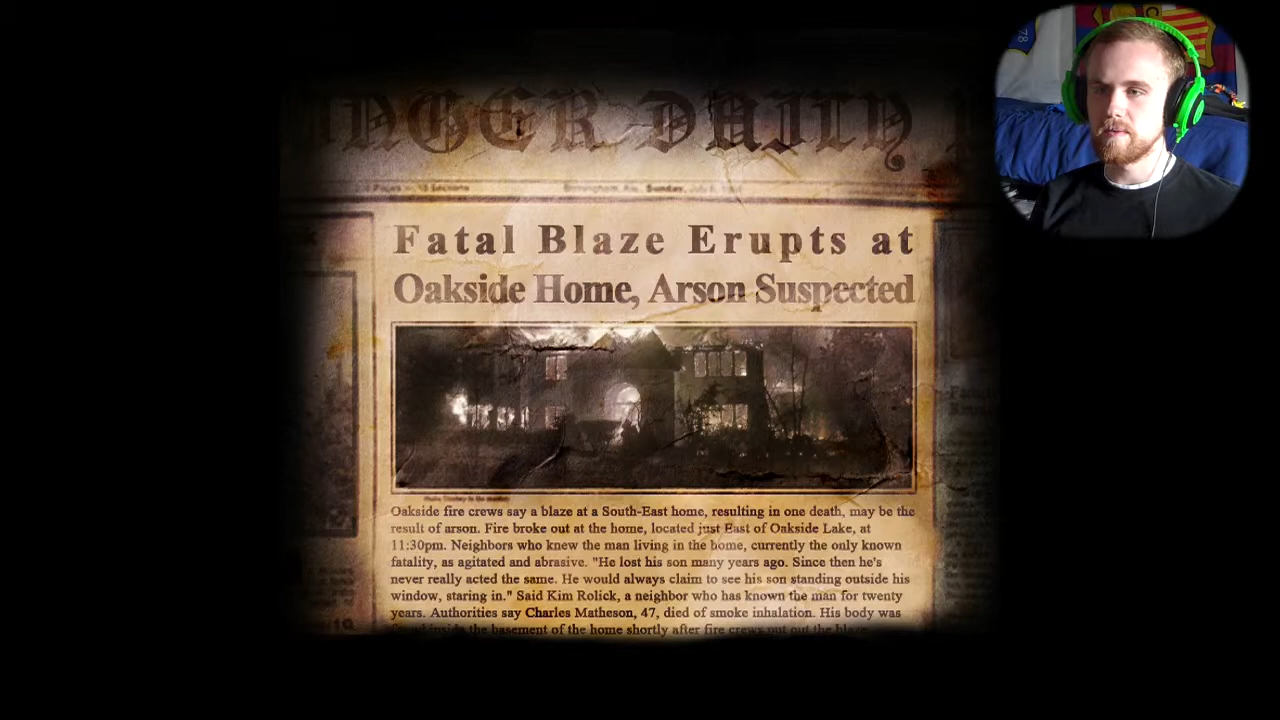 NGER DAILY
Fatal Blaze Erupts at
Oakside Home, Arson Suspected
Oakside fire crews say a blaze at a South-East home, resulting in one death, may be the
result of arson. Fire broke out at the home, located just East of Oakside Lake, at
11:30pm. Neighbors who knew the man living in the home, currently the only known
fatality, as agitated and abrasive. "He lost his son many years ago. Since then he's
never really acted the same. He would always claim to see his son standing outside his
window, staring in." Said Kim Rolick, a neighbor who has known the man for twenty
years. Authorities say Charles Matheson, 47, died of smoke inhalation. His body was
found inside the basement of the home shortly after fire crews put out the blaze.
78